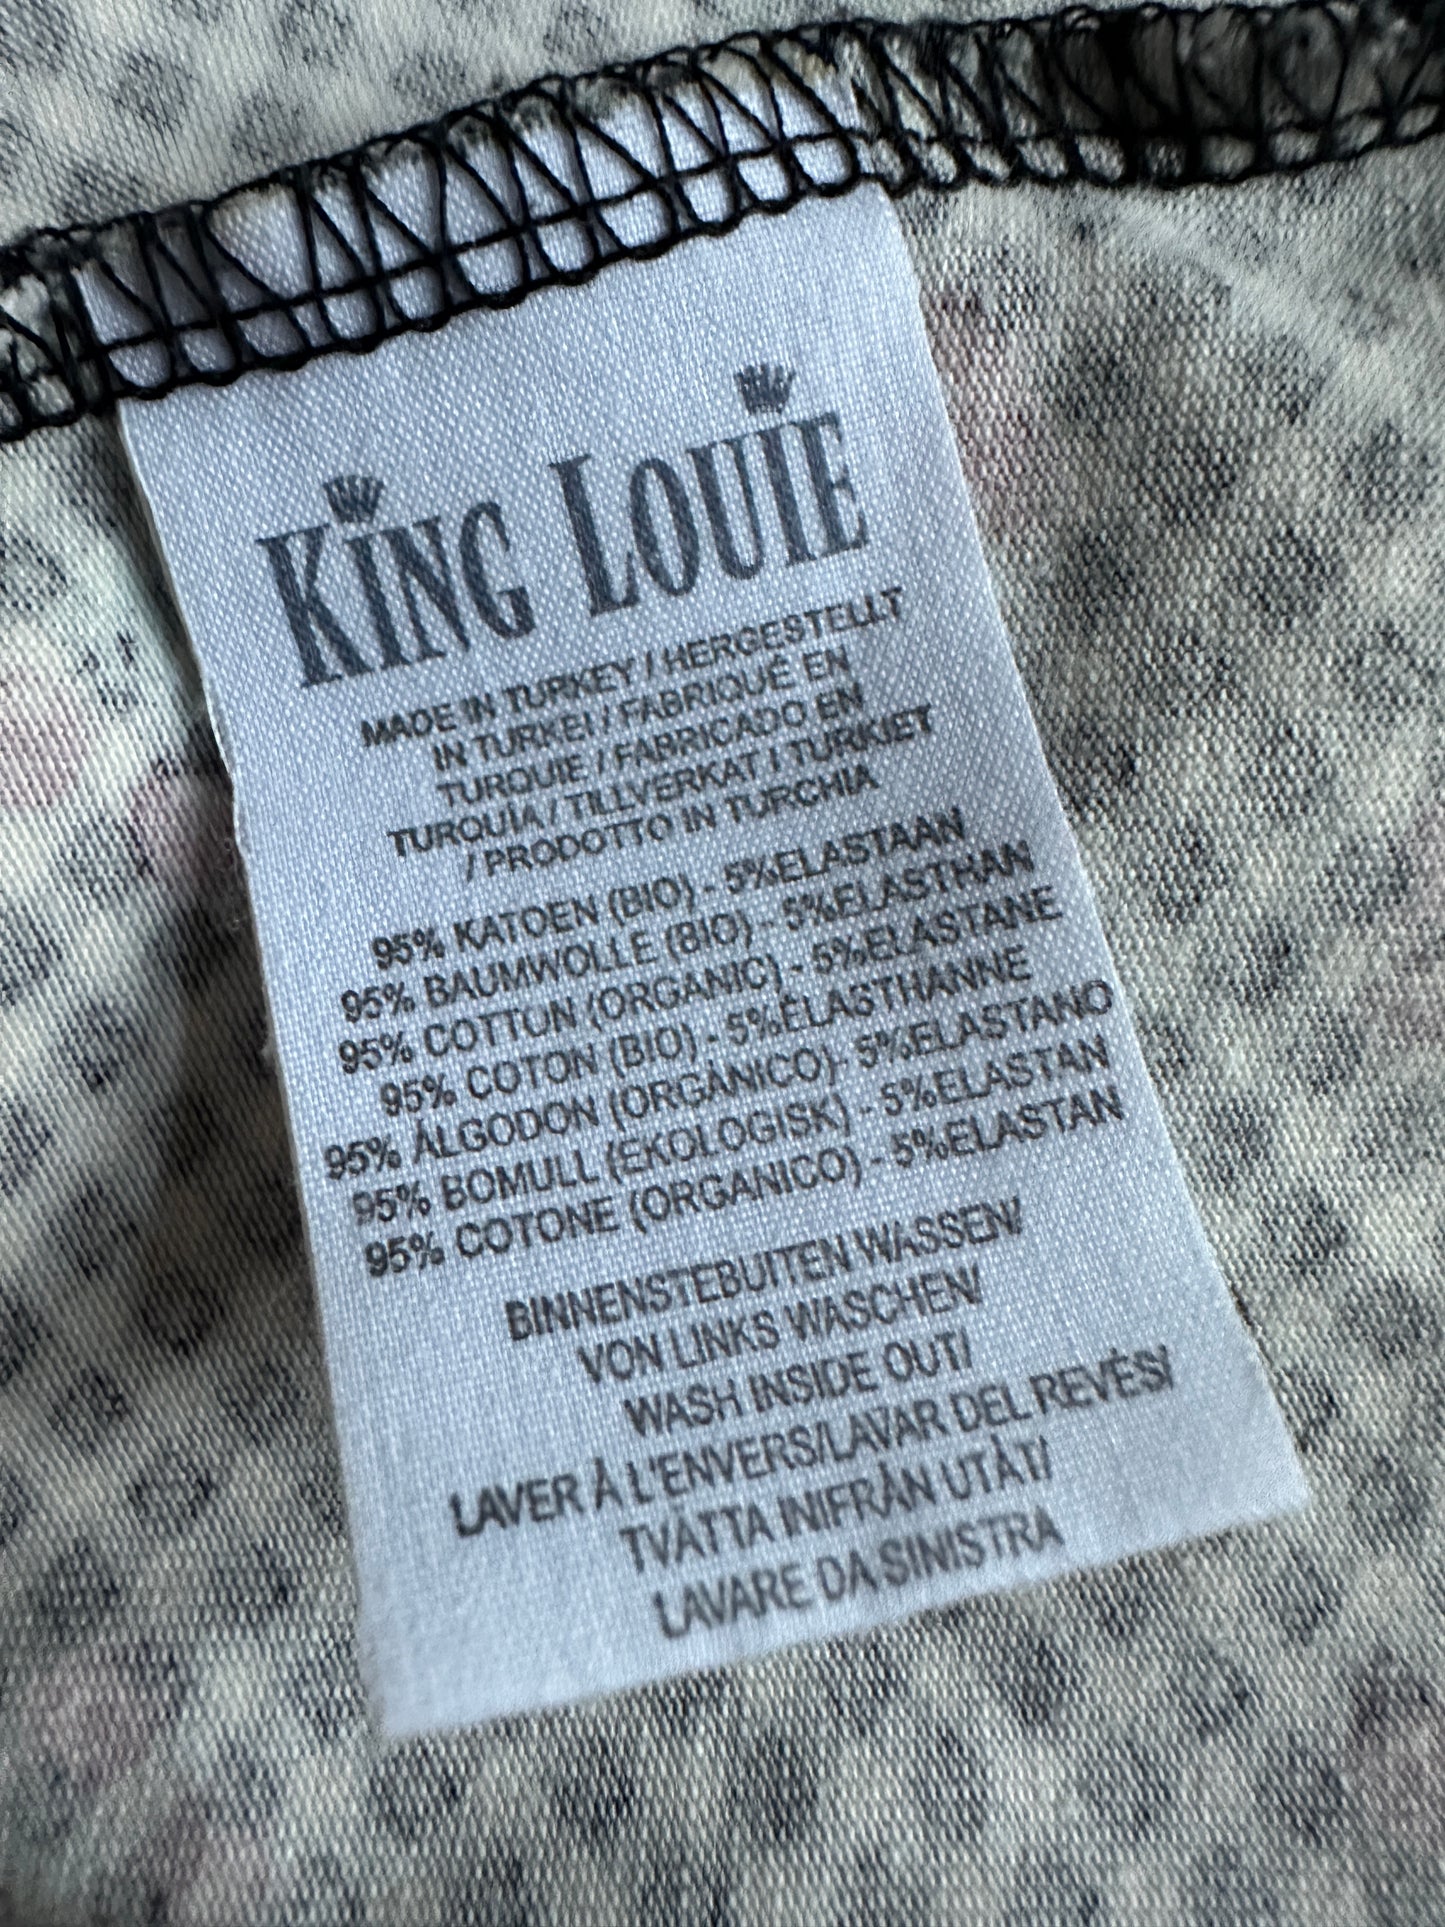 KING LOUIE
MADE IN TURKEY / HERGESTELLT
IN TURKEI / FABRIQUÉ EN
TURQUIE / FABRICADO EN
TURQUÍA / TILLVERKAT I TURKIET
/ PRODOTTO IN TURCHIA
95% KATOEN (BIO) - 5%ELASTAAN
95% BAUMWOLLE (BIO) - 5%ELASTHAN
95% COTTON (ORGANIC) - 5%ELASTANE
95% COTON (BIO) - 5%ÉLASTHANNE
95% ALGODÓN (ORGÁNICO)- 5%ELASTANO
95% BOMULL (EKOLOGISK) - 5%ELASTAN
95% COTONE (ORGANICO) - 5%ELASTAN
BINNENSTEBUITEN WASSEN/
VON LINKS WASCHEN/
WASH INSIDE OUT/
LAVER À L'ENVERS/LAVAR DEL REVÉS/
TVÄTTA INIFRÅN UTÅT/
LAVARE DA SINISTRA